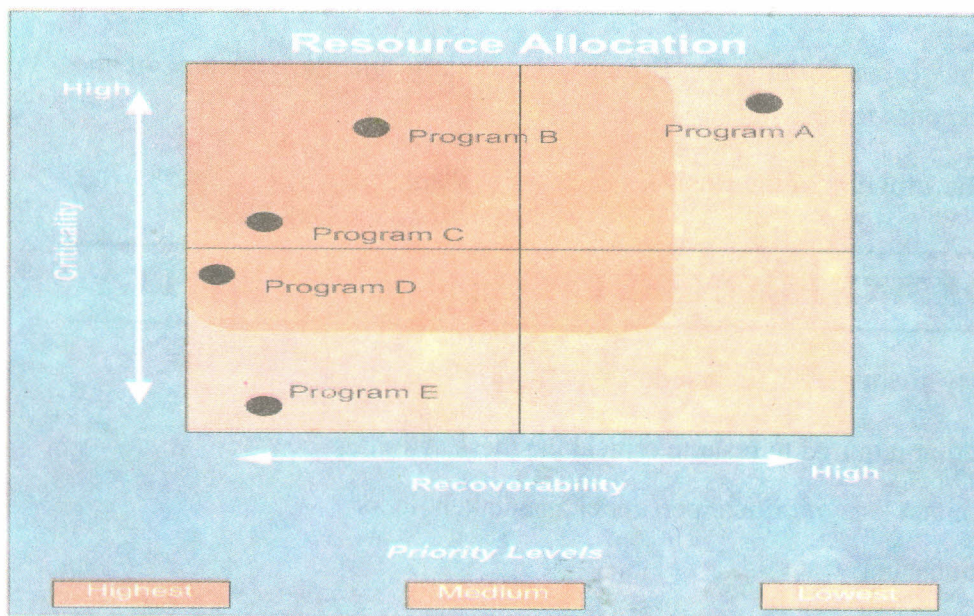 Resource Allocation
High
Program B
Program A
Criticality
Program C
Program D
Program E
Recoverability
High
Priority Levels
Highest
Medium
Lowest